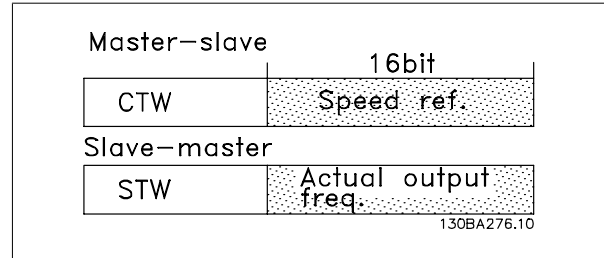 Master-slave
16bit
CTW
Speed ref.
Slave-master
STW
Actual output
freq.
130BA276.10